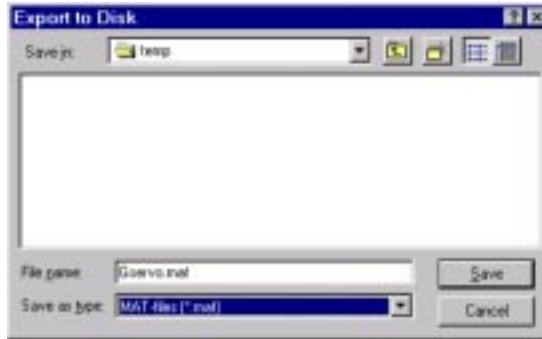 Export to Disk
Save in: temp
File name: Gservo.mat
Save
Save as type: MAT-files (*.mat)
Cancel